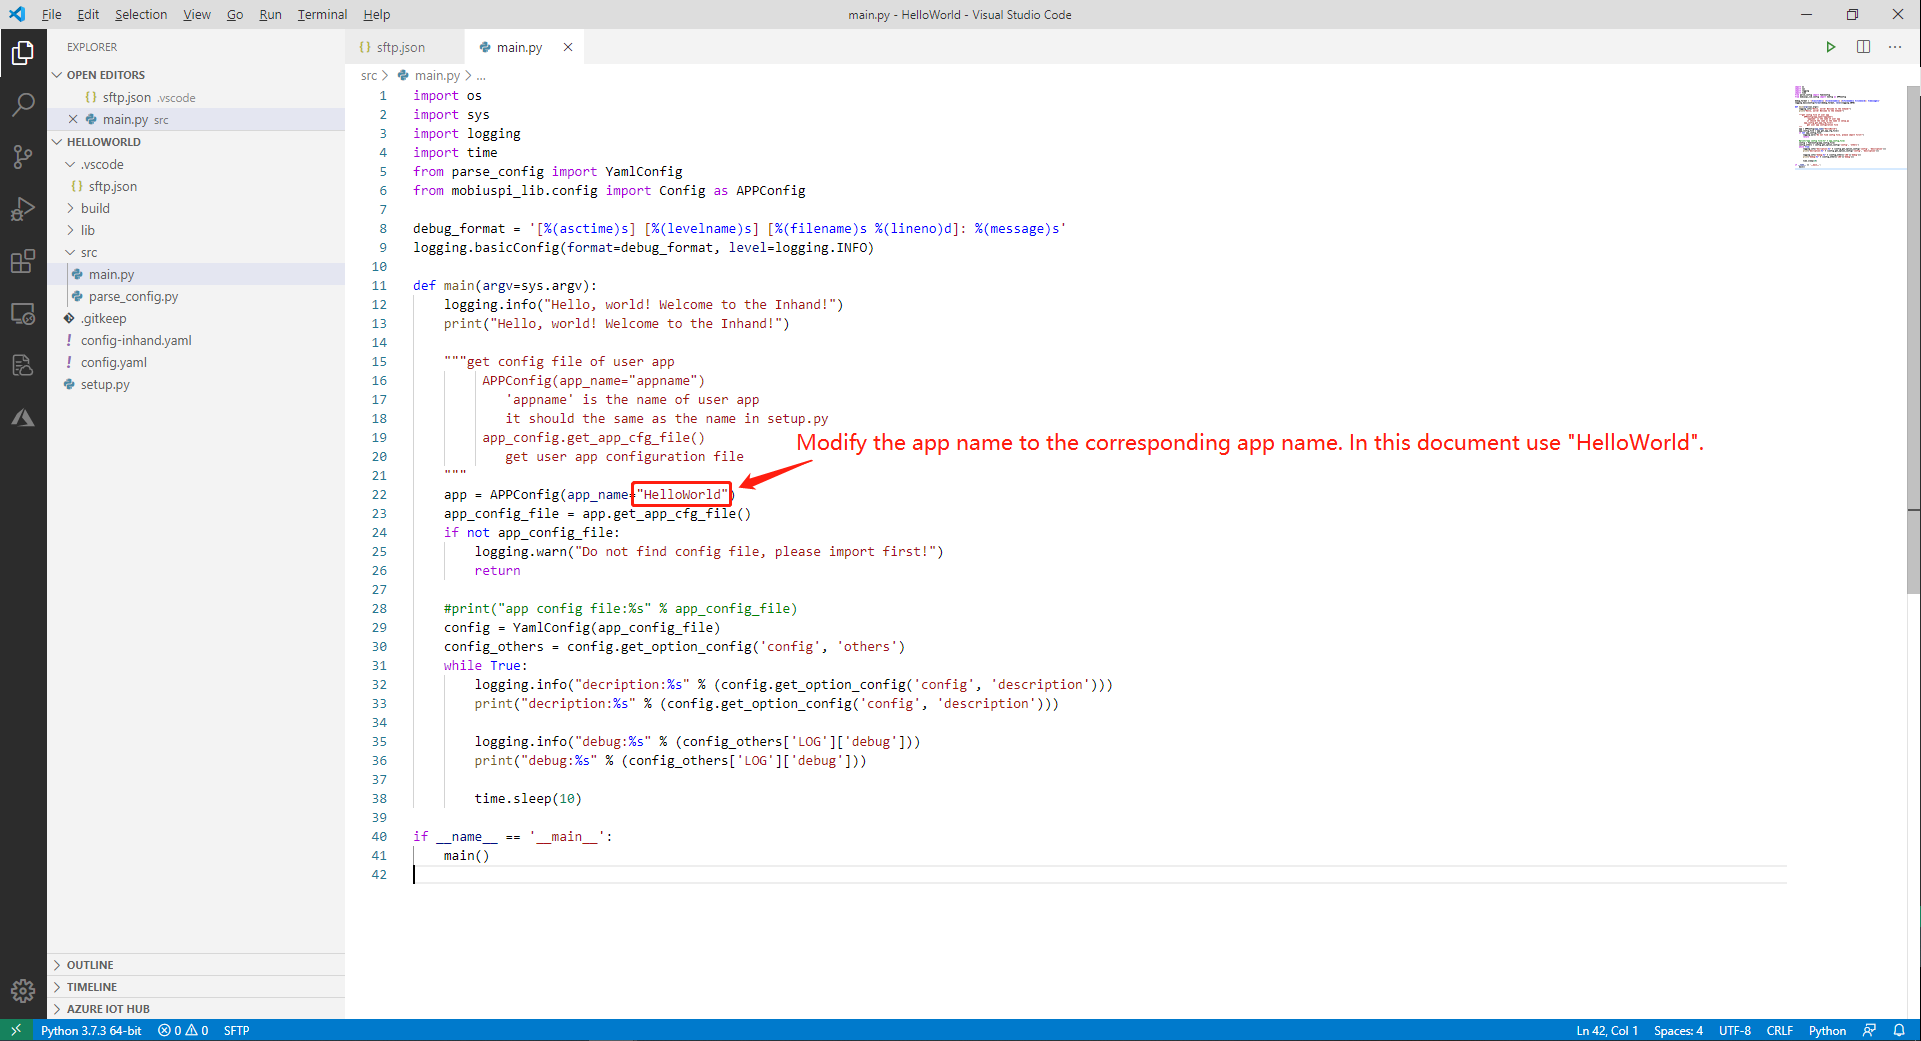 File Edit Selection View Go Run Terminal Help
main.py - HelloWorld - Visual Studio Code
EXPLORER
OPEN EDITORS
{} sftp.json .vscode
main.py src
HELLOWORLD
.vscode
{} sftp.json
build
lib
src
main.py
parse_config.py
.gitkeep
! config-inhand.yaml
! config.yaml
setup.py
OUTLINE
TIMELINE
AZURE IOT HUB
{} sftp.json
main.py
src > main.py > ...
1 import os
2 import sys
3 import logging
4 import time
5 from parse_config import YamlConfig
6 from mobiuspi_lib.config import Config as APPConfig
7
8 debug_format = '[%(asctime)s] [%(levelname)s] [%(filename)s %(lineno)d]: %(message)s'
9 logging.basicConfig(format=debug_format, level=logging.INFO)
10
11 def main(argv=sys.argv):
12 logging.info("Hello, world! Welcome to the Inhand!")
13 print("Hello, world! Welcome to the Inhand!")
14
15 """get config file of user app
16 APPConfig(app_name="appname")
17 'appname' is the name of user app
18 it should the same as the name in setup.py
19 app_config.get_app_cfg_file()
20 get user app configuration file
21 """
Modify the app name to the corresponding app name. In this document use "HelloWorld".
22 app = APPConfig(app_name="HelloWorld")
23 app_config_file = app.get_app_cfg_file()
24 if not app_config_file:
25 logging.warn("Do not find config file, please import first!")
26 return
27
28 #print("app config file:%s" % app_config_file)
29 config = YamlConfig(app_config_file)
30 config_others = config.get_option_config('config', 'others')
31 while True:
32 logging.info("decription:%s" % (config.get_option_config('config', 'description')))
33 print("decription:%s" % (config.get_option_config('config', 'description')))
34
35 logging.info("debug:%s" % (config_others['LOG']['debug']))
36 print("debug:%s" % (config_others['LOG']['debug']))
37
38 time.sleep(10)
39
40 if __name__ == '__main__':
41 main()
42
Python 3.7.3 64-bit 0 0 SFTP
Ln 42, Col 1 Spaces: 4 UTF-8 CRLF Python